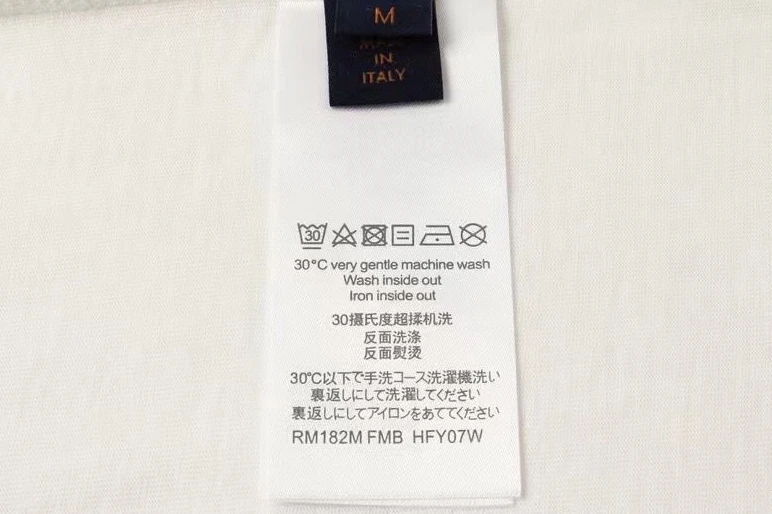 M
MADE
IN
ITALY
30
30°C very gentle machine wash
Wash inside out
Iron inside out
30摄氏度超揉机洗
反面洗涤
反面熨烫
30℃以下で手洗コース洗濯機洗い
裏返しにして洗濯してください
裏返しにしてアイロンをあててください
RM182M FMB HFY07W